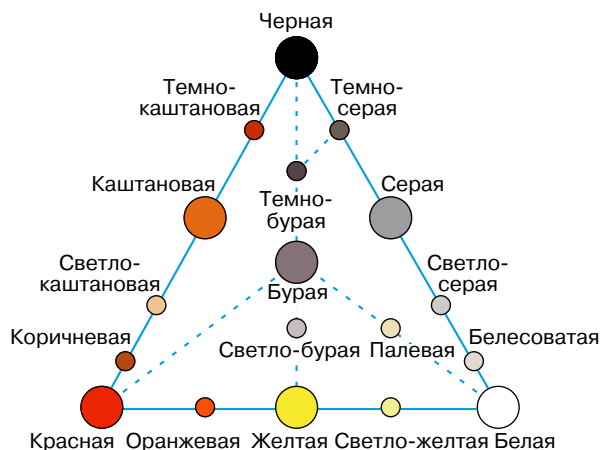 Черная
Темно-
каштановая
Темно-
серая
Каштановая
Темно-
бурая
Серая
Светло-
каштановая
Бурая
Светло-
серая
Коричневая
Светло-бурая
Палевая
Белесоватая
Красная
Оранжевая
Желтая
Светло-желтая
Белая